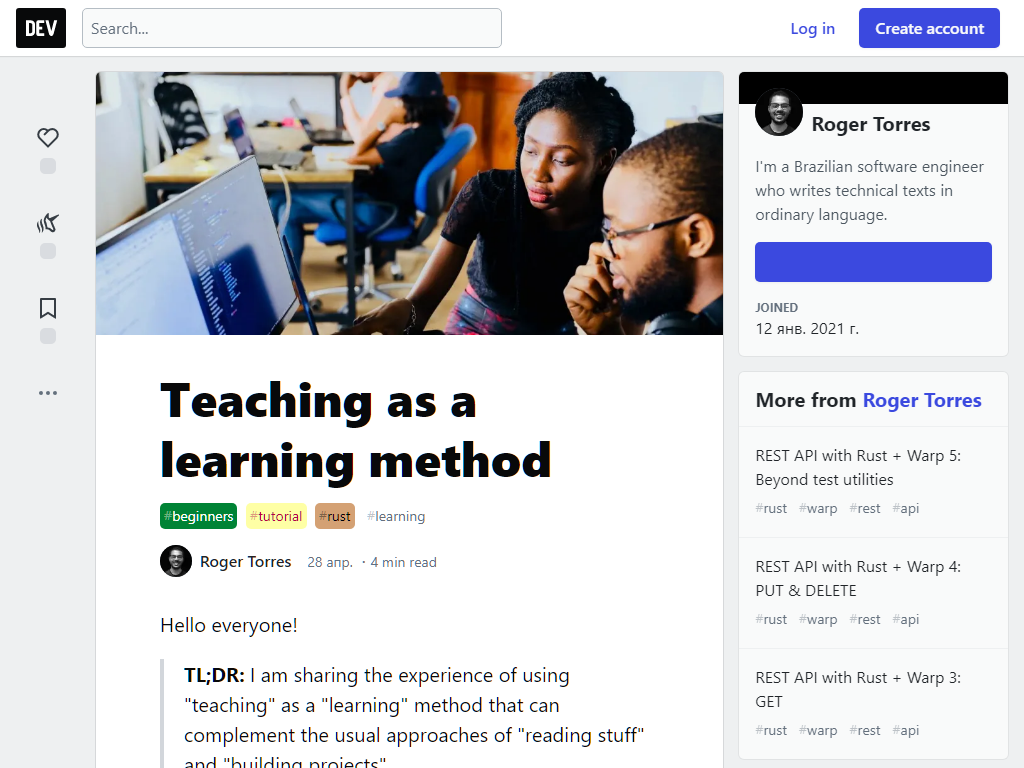 DEV
Search...
Log in
Create account
Roger Torres
I'm a Brazilian software engineer
who writes technical texts in
ordinary language.
JOINED
12 янв. 2021 г.
More from Roger Torres
REST API with Rust + Warp 5:
Beyond test utilities
#rust #warp #rest #api
REST API with Rust + Warp 4:
PUT & DELETE
#rust #warp #rest #api
REST API with Rust + Warp 3:
GET
#rust #warp #rest #api
Teaching as a
learning method
#beginners #tutorial #rust #learning
Roger Torres 28 апр. · 4 min read
Hello everyone!
TL;DR: I am sharing the experience of using
"teaching" as a "learning" method that can
complement the usual approaches of "reading stuff"
and "building projects".